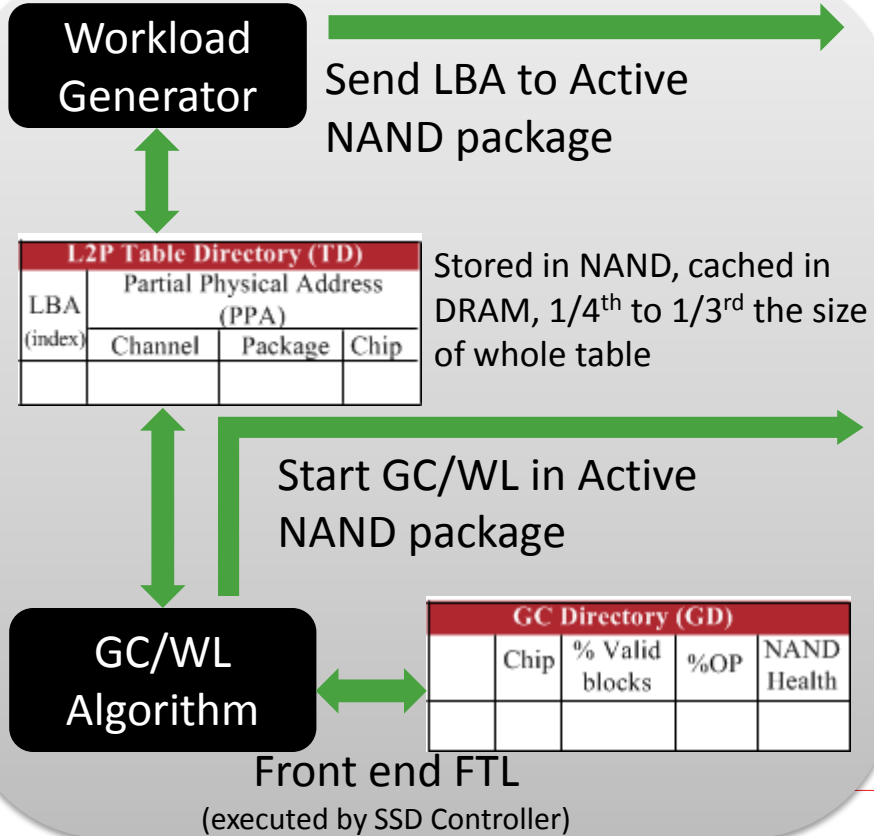 Workload
Generator
Send LBA to Active
NAND package
L2P Table Directory (TD)
LBA
(index)
Partial Physical Address
(PPA)
Channel Package Chip
Stored in NAND, cached in
DRAM, 1/4th to 1/3rd the size
of whole table
Start GC/WL in Active
NAND package
GC/WL
Algorithm
GC Directory (GD)
Chip
% Valid
blocks
%OP
NAND
Health
Front end FTL
(executed by SSD Controller)